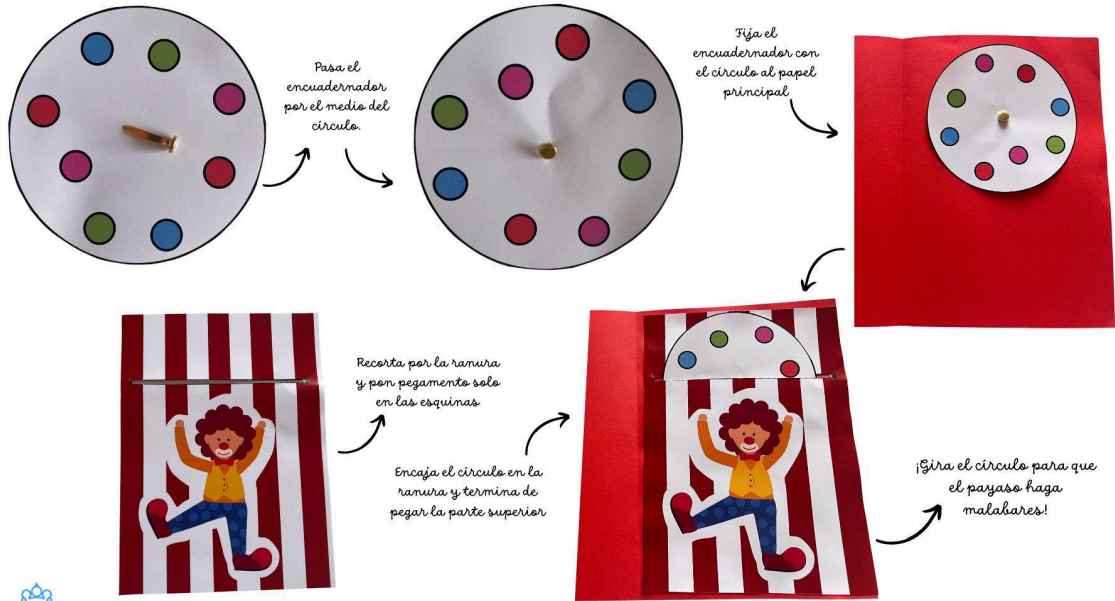 Pasa el
encuadernador
por el medio del
círculo.
Fija el
encuadernador con
el círculo al papel
principal
Recorta por la ranura
y pon pegamento solo
en las esquinas
Encaja el círculo en la
ranura y termina de
pegar la parte superior
¡Gira el círculo para que
el payaso haga
malabares!